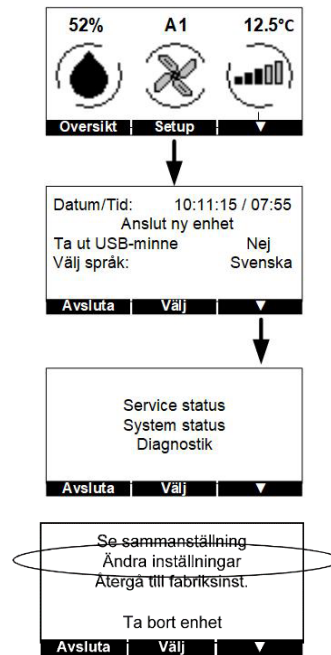 52% A1 12.5°C
Oversikt Setup ▼
Datum/Tid: 10:11:15 / 07:55
Anslut ny enhet
Ta ut USB-minne Nej
Välj språk: Svenska
Avsluta Välj ▼
Service status
System status
Diagnostik
Avsluta Välj ▼
Se sammanställning
Ändra inställningar
Återgå till fabriksinst.
Ta bort enhet
Avsluta Välj ▼